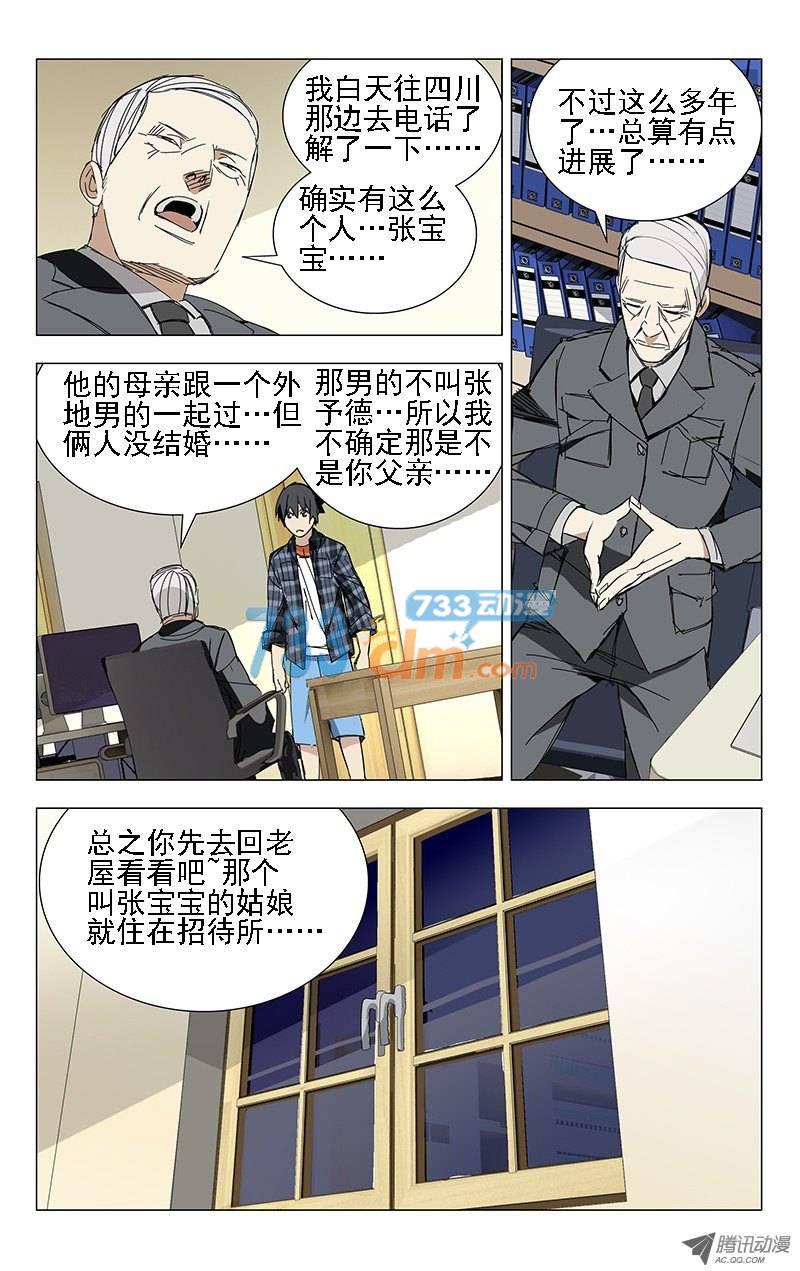 我白天往四川
那边去电话了
解了一下……
确实有这么
个人…张宝
宝……
不过这么多年
了…总算有点
进展了……
他的母亲跟一个外
地男的一起过…但
俩人没结婚……
那男的不叫张
予德…所以我
不确定那是不
是你父亲……
733动漫
733dm.com
总之你先去回老
屋看看吧~那个
叫张宝宝的姑娘
就住在招待所……
腾讯动漫
AC.QQ.COM